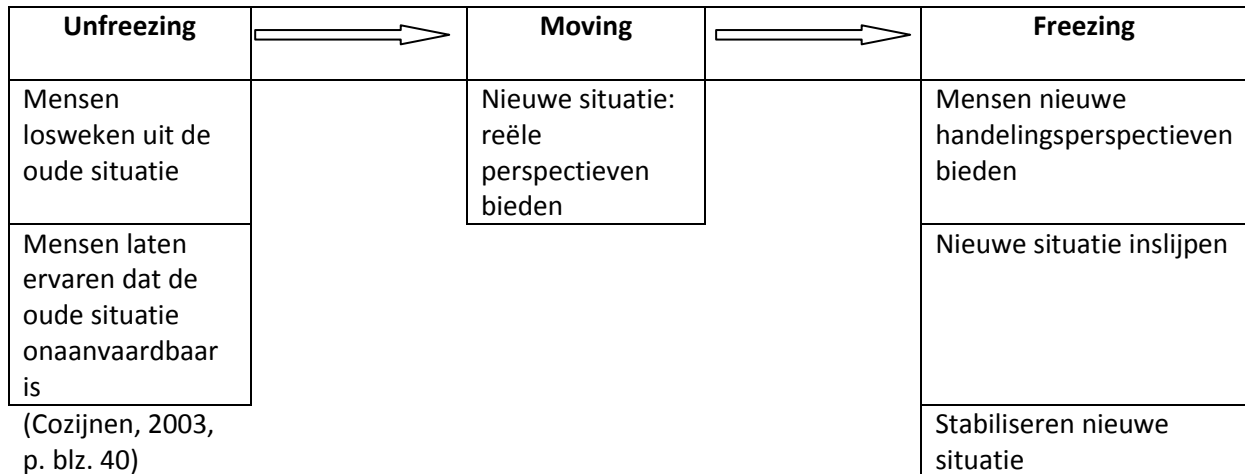 Unfreezing
Moving
Freezing
Mensen
losweken uit de
oude situatie
Nieuwe situatie:
reële
perspectieven
bieden
Mensen nieuwe
handelingsperspectieven
bieden
Mensen laten
ervaren dat de
oude situatie
onaanvaardbaar
is
Nieuwe situatie inslijpen
(Cozijnen, 2003,
p. blz. 40)
Stabiliseren nieuwe
situatie